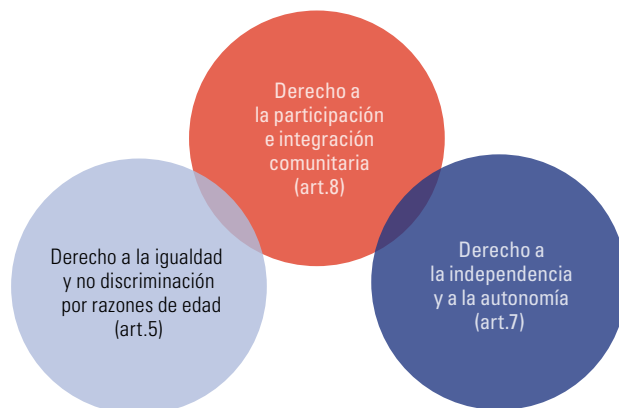 Derecho a
la participación
e integración
comunitaria
(art.8)
Derecho a la igualdad
y no discriminación
por razones de edad
(art.5)
Derecho a
la independencia
y a la autonomía
(art.7)